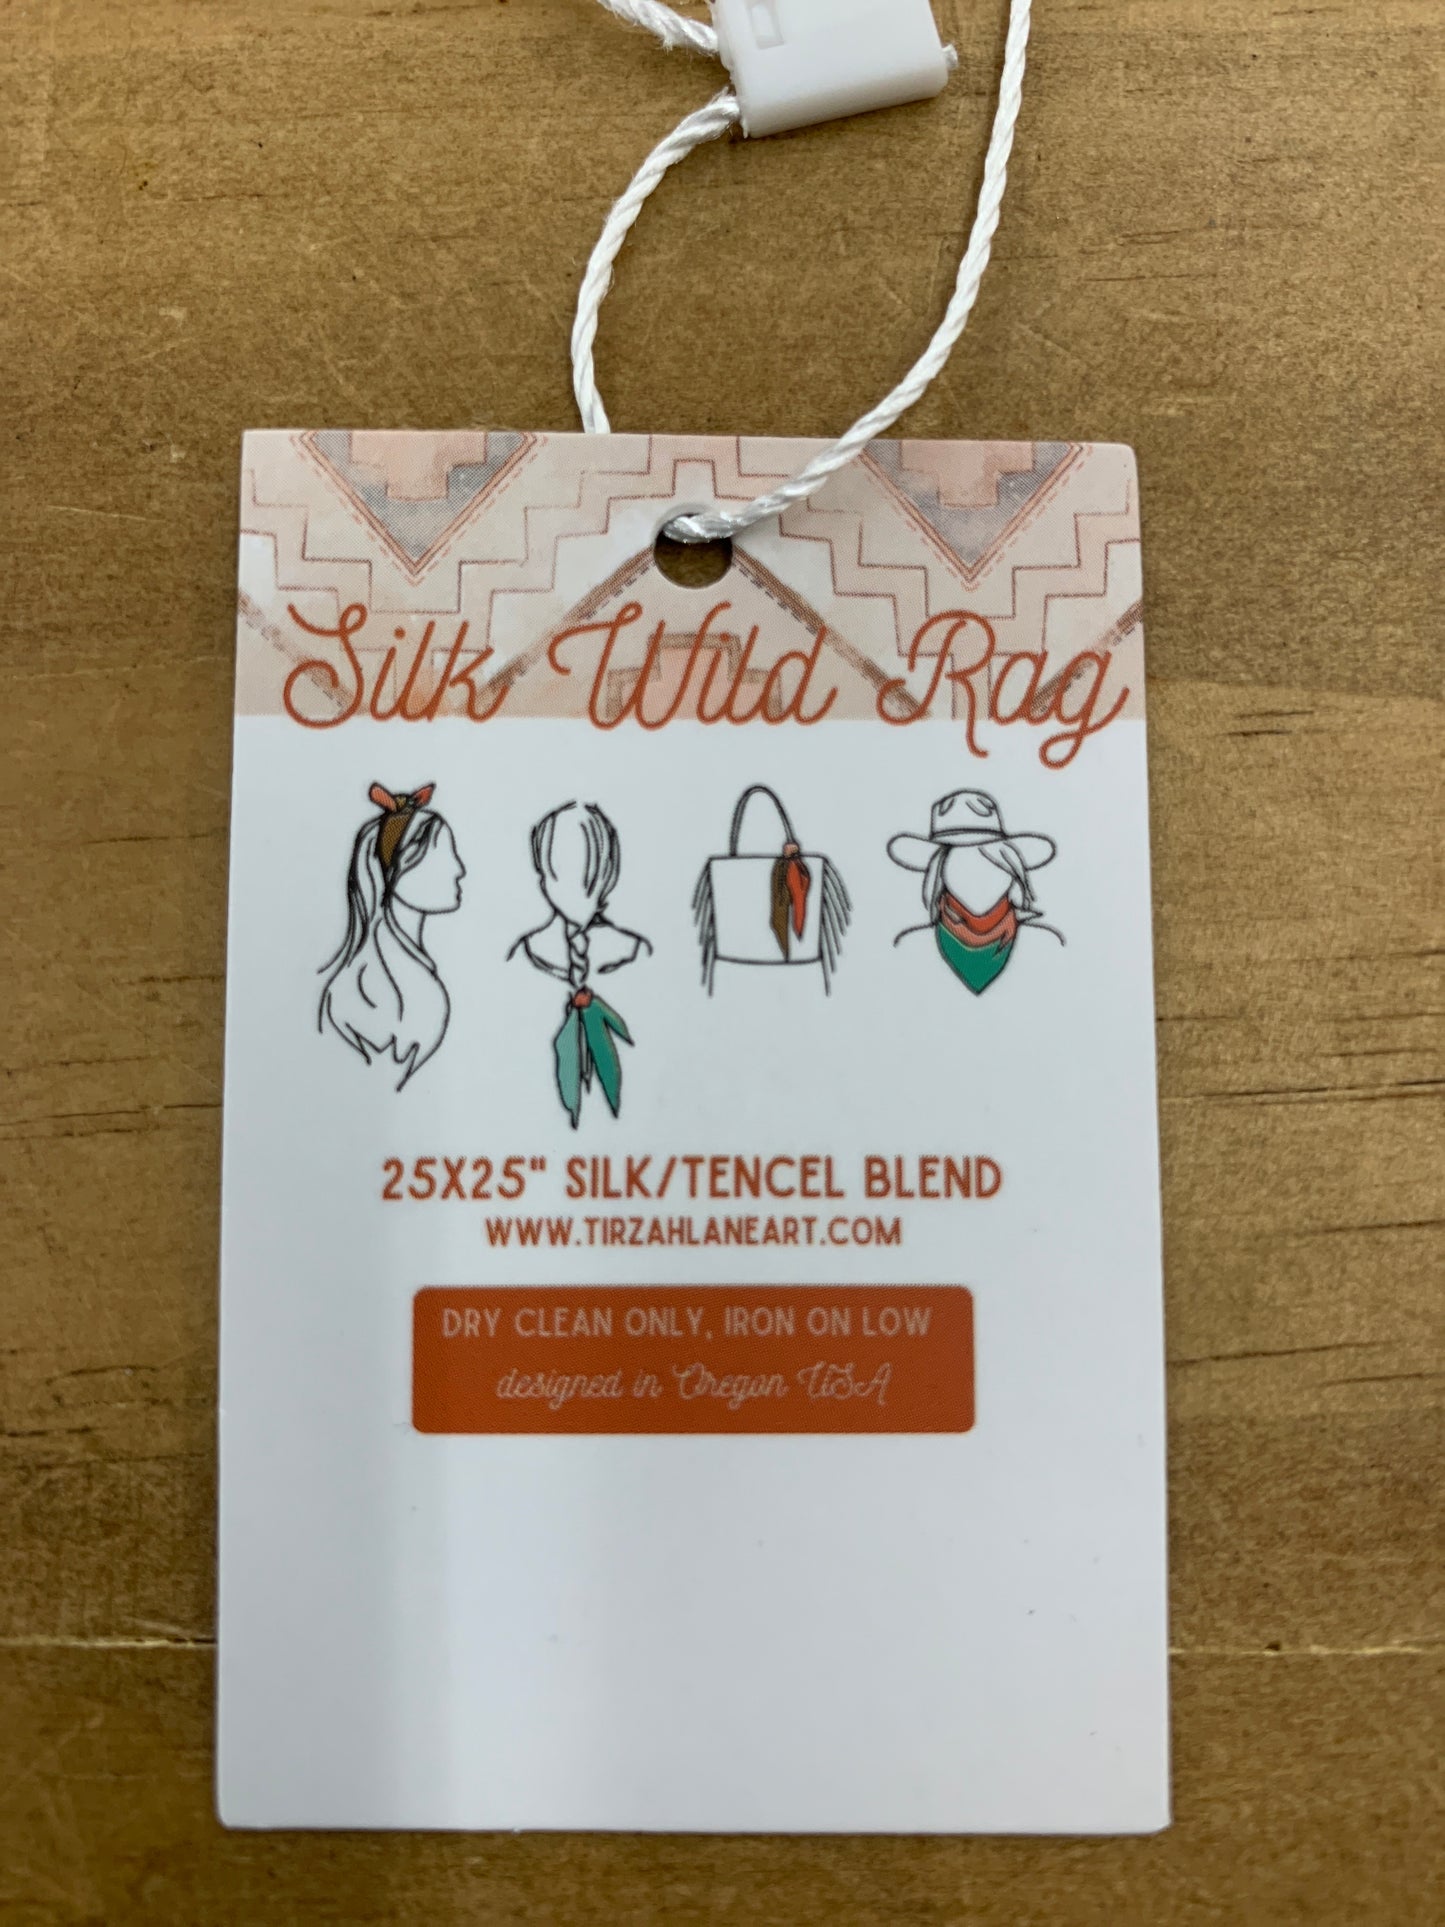 Silk Wild Rag
25X25" SILK/TENCEL BLEND
WWW.TIRZAHLANEART.COM
DRY CLEAN ONLY, IRON ON LOW
designed in Oregon USA